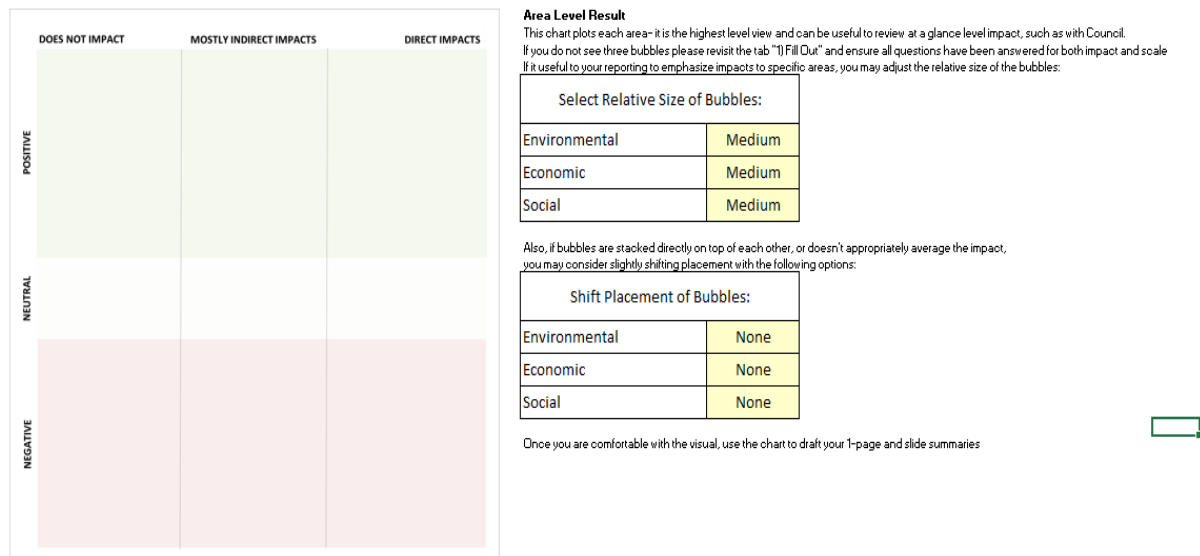 DOES NOT IMPACT
MOSTLY INDIRECT IMPACTS
DIRECT IMPACTS
POSITIVE
NEUTRAL
NEGATIVE
Area Level Result
This chart plots each area- it is the highest level view and can be useful to review at a glance level impact, such as with Council.
If you do not see three bubbles please revisit the tab "1) Fill Out" and ensure all questions have been answered for both impact and scale
If it useful to your reporting to emphasize impacts to specific areas, you may adjust the relative size of the bubbles:
Select Relative Size of Bubbles:
Environmental Medium
Economic Medium
Social Medium
Also, if bubbles are stacked directly on top of each other, or doesn't appropriately average the impact,
you may consider slightly shifting placement with the following options:
Shift Placement of Bubbles:
Environmental None
Economic None
Social None
Once you are comfortable with the visual, use the chart to draft your 1-page and slide summaries